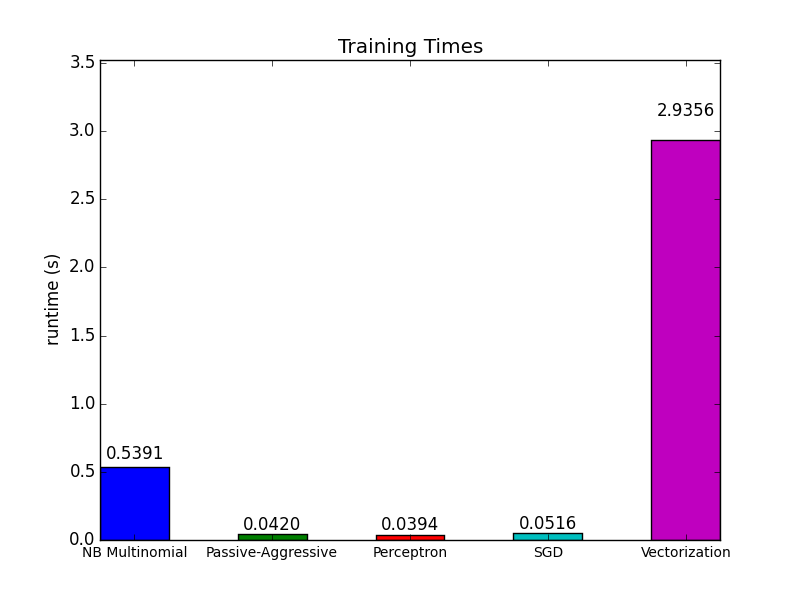 Training Times
3.5
3.0
2.5
2.0
1.5
1.0
0.5
0.0
runtime (s)
0.5391
0.0420
0.0394
0.0516
2.9356
NB Multinomial
Passive-Aggressive
Perceptron
SGD
Vectorization